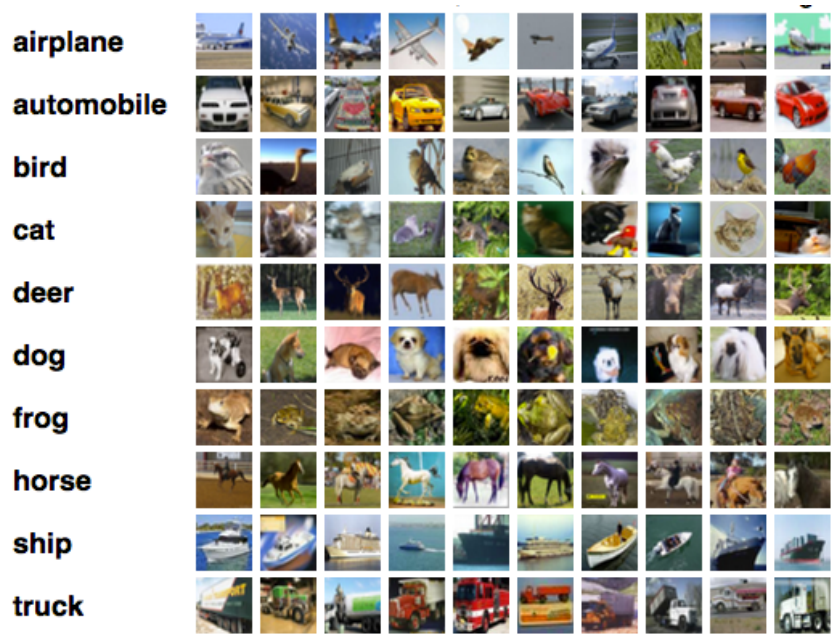 airplane
automobile
bird
cat
deer
dog
frog
horse
ship
truck